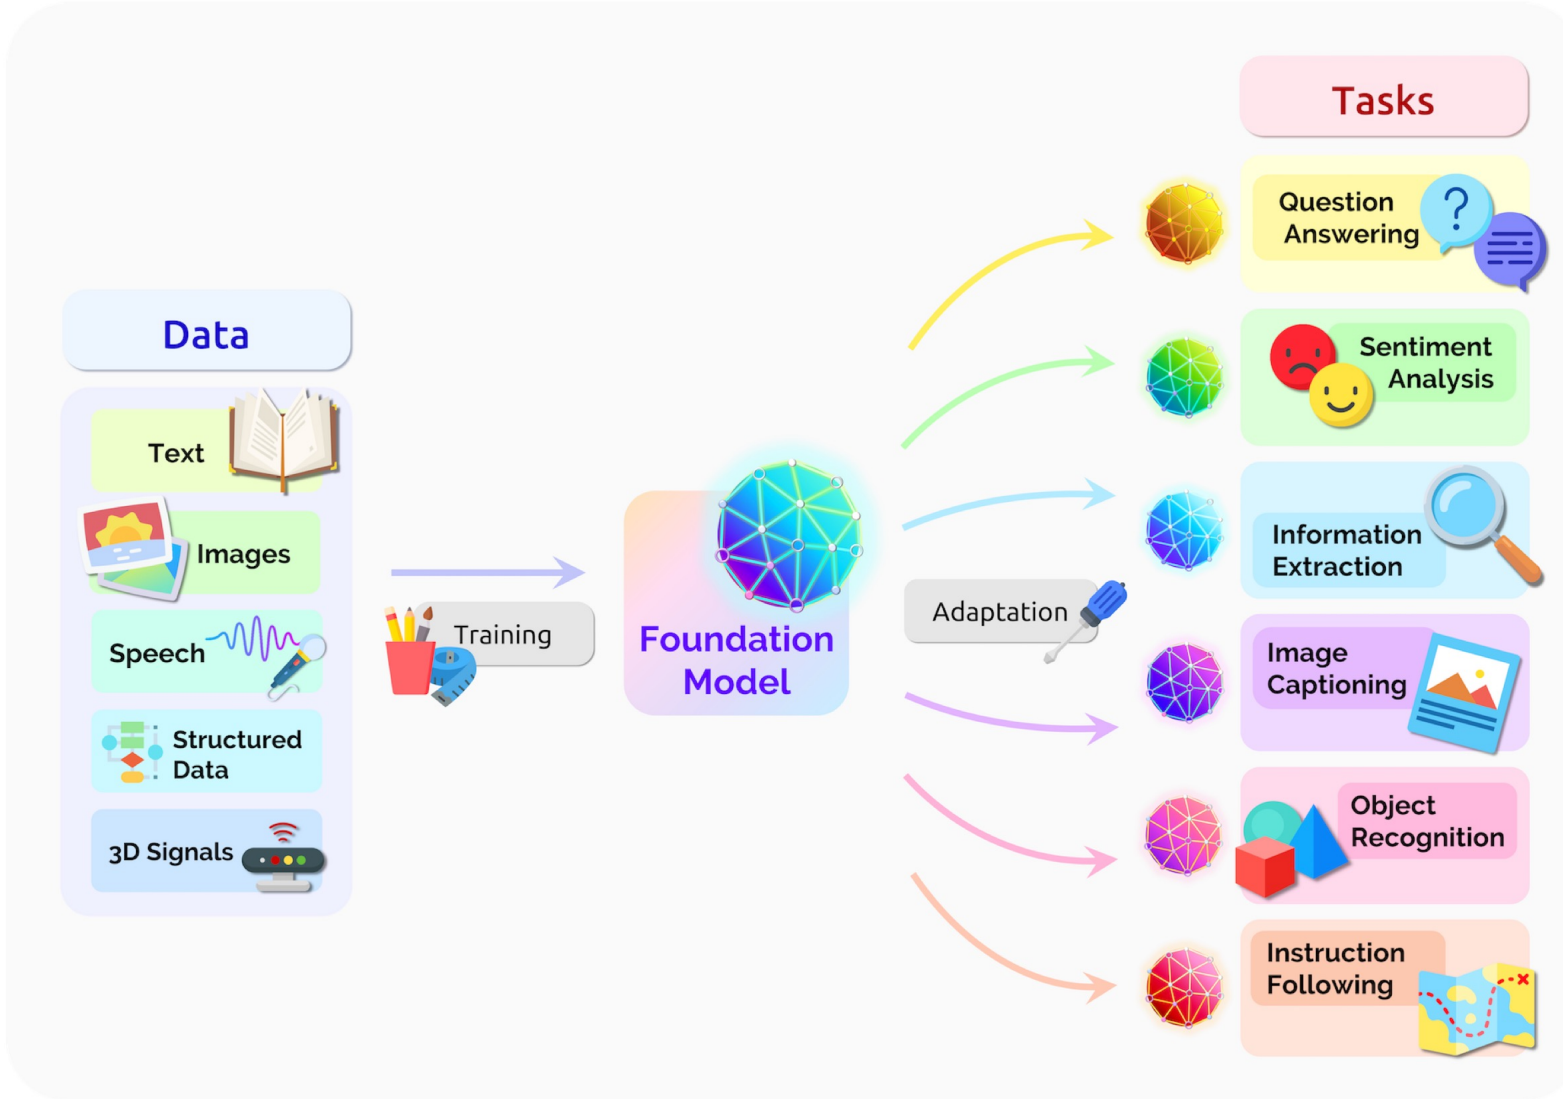 Data
Text
Images
Speech
Structured
Data
3D Signals
Training
Foundation
Model
Adaptation
Tasks
Question
Answering
Sentiment
Analysis
Information
Extraction
Image
Captioning
Object
Recognition
Instruction
Following